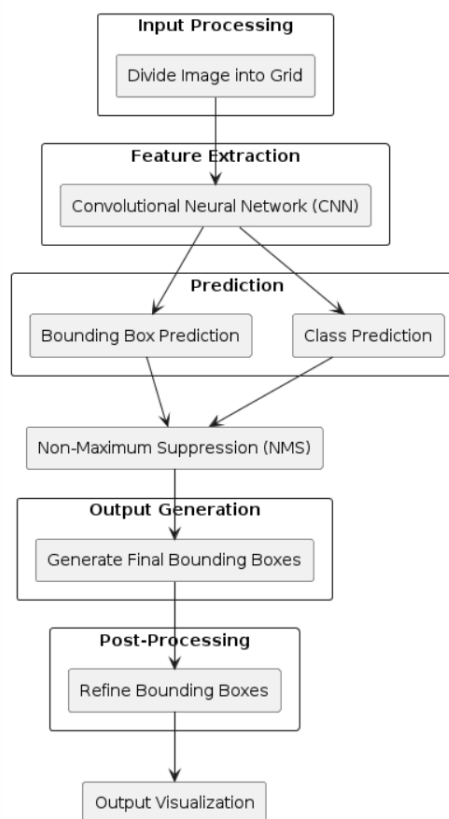 Input Processing
Divide Image into Grid
Feature Extraction
Convolutional Neural Network (CNN)
Prediction
Bounding Box Prediction
Class Prediction
Non-Maximum Suppression (NMS)
Output Generation
Generate Final Bounding Boxes
Post-Processing
Refine Bounding Boxes
Output Visualization